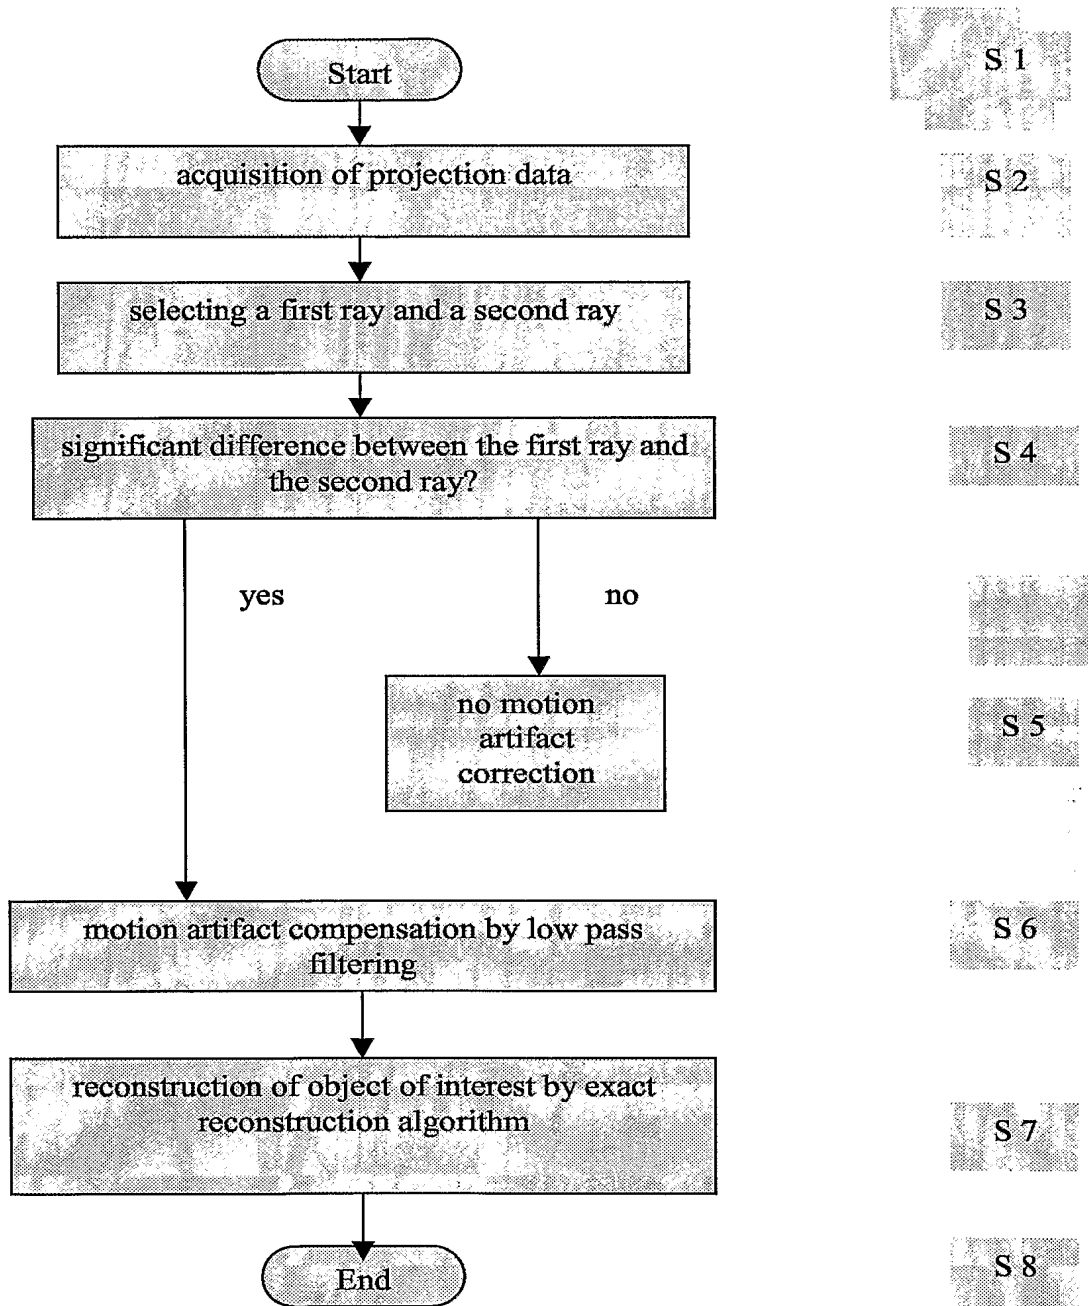 Start
S 1
acquisition of projection data
S 2
selecting a first ray and a second ray
S 3
significant difference between the first ray and
the second ray?
S 4
yes
no
no motion
artifact
correction
S 5
motion artifact compensation by low pass
filtering
S 6
reconstruction of object of interest by exact
reconstruction algorithm
S 7
End
S 8